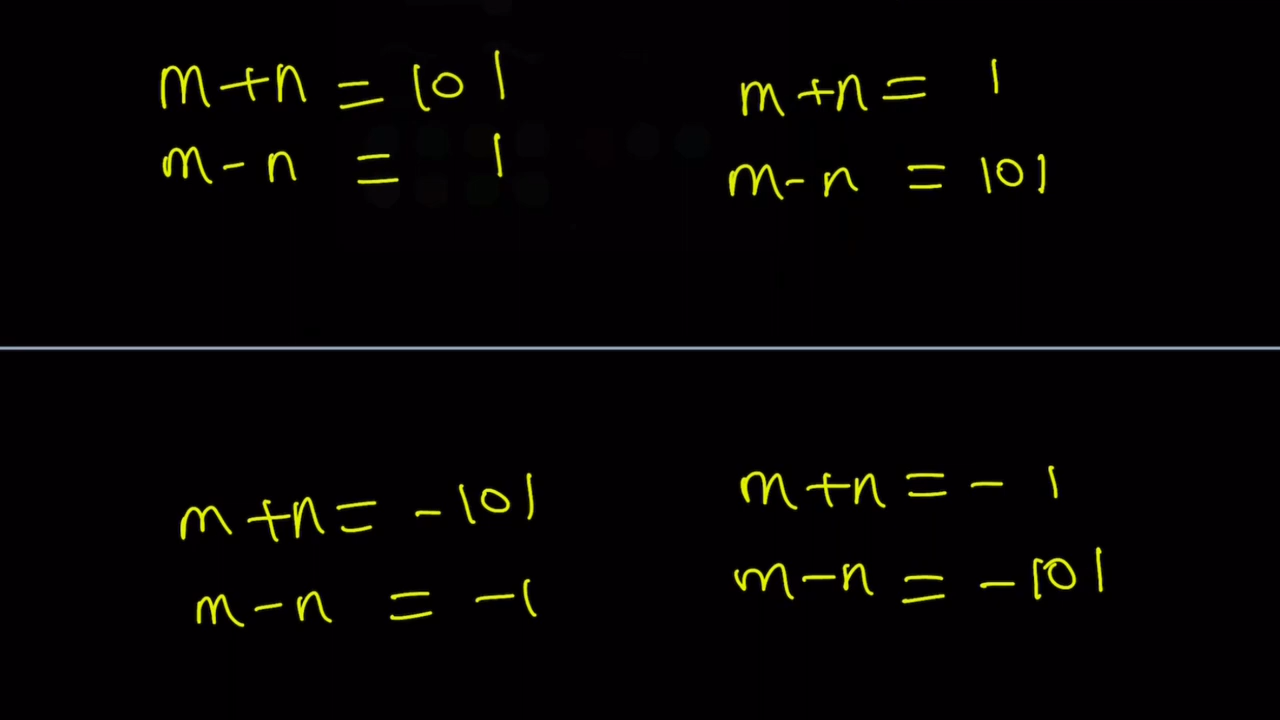 m+n = 101
m-n = 1
m+n = 1
m-n = 101
m+n = -101
m-n = -1
m+n = -1
m-n = -101